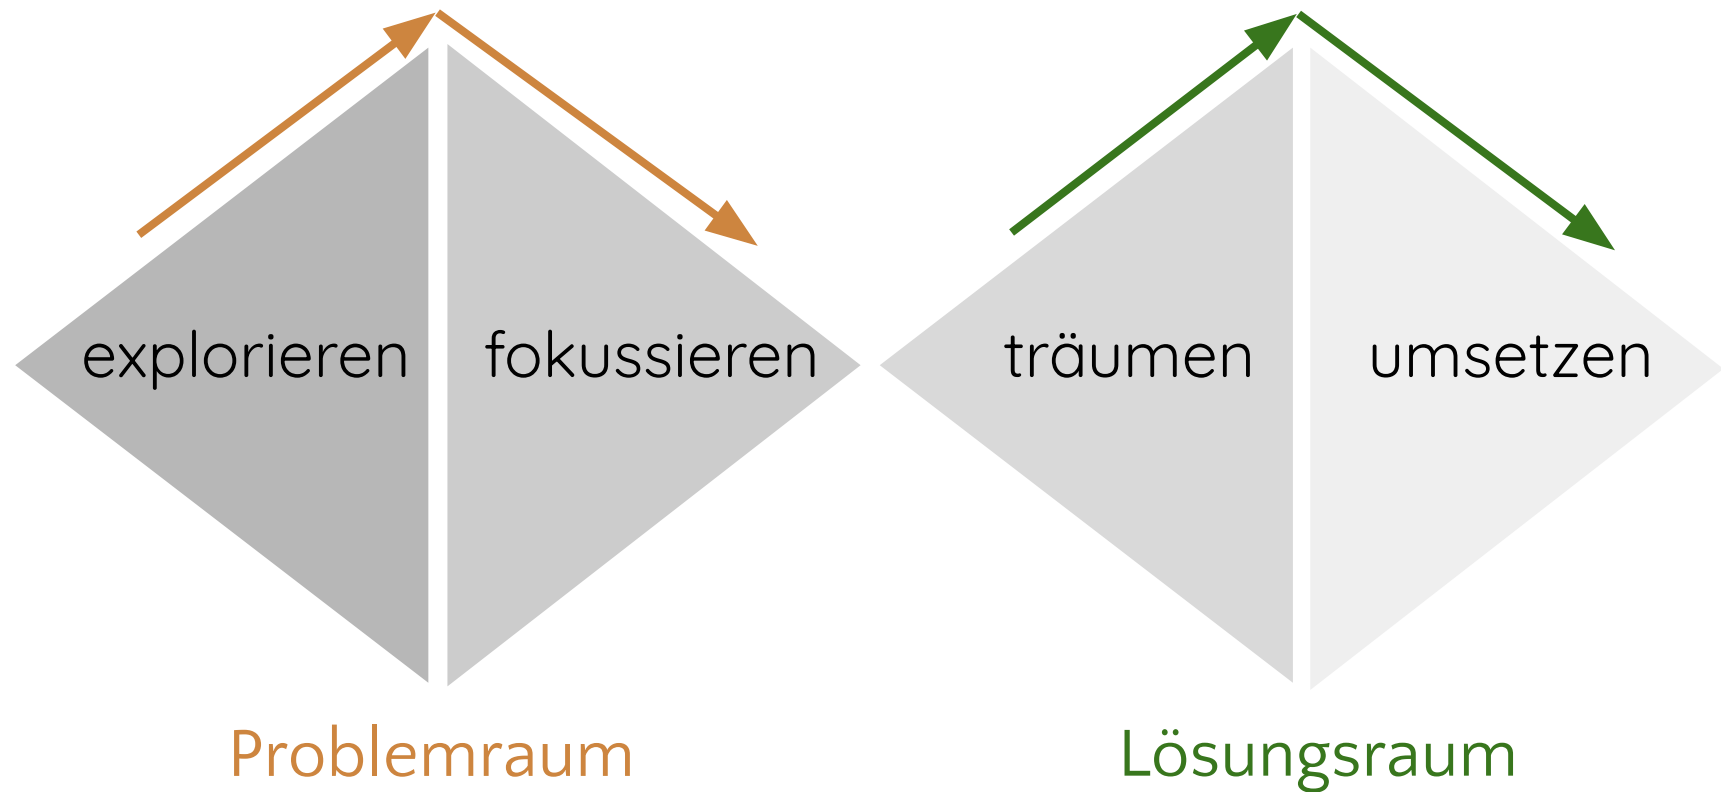 explorieren
fokussieren
träumen
umsetzen
Problemraum
Lösungsraum